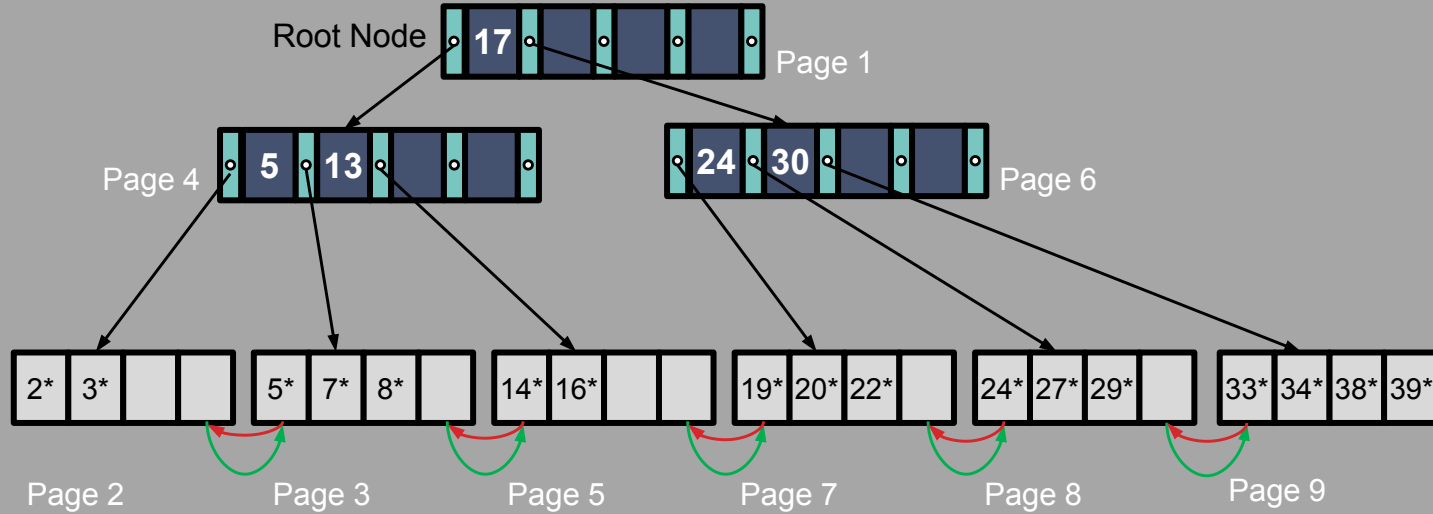 Root Node
17
Page 1
Page 4
5 13
24 30
Page 6
2* 3*
5* 7* 8*
14* 16*
19* 20* 22*
24* 27* 29*
33* 34* 38* 39*
Page 2
Page 3
Page 5
Page 7
Page 8
Page 9